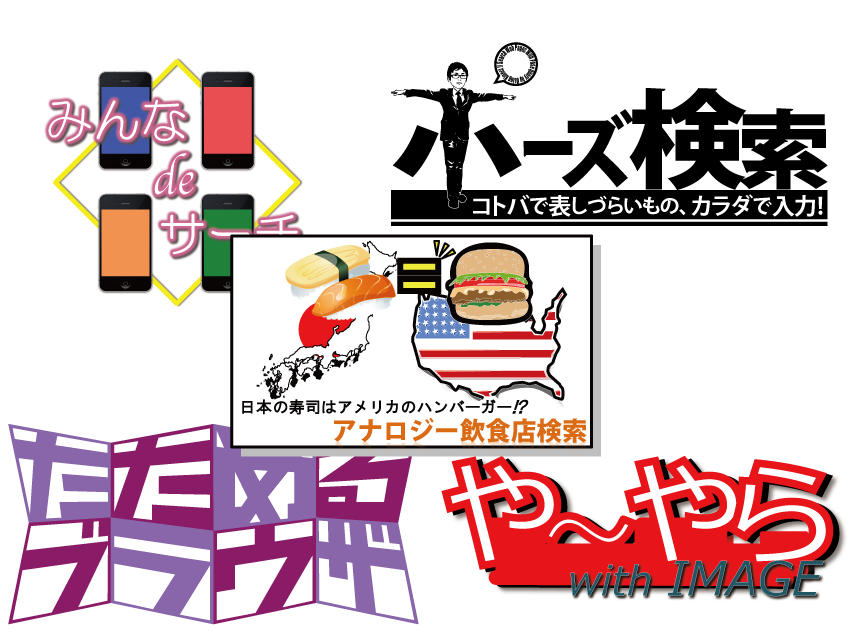 みんな
de
サーチ
ポーズ検索
コトバで表しづらいもの、カラダで入力!
日本の寿司はアメリカのハンバーガー!?
アナロジー飲食店検索
たためる
ブラウザ
や～やら
with IMAGE